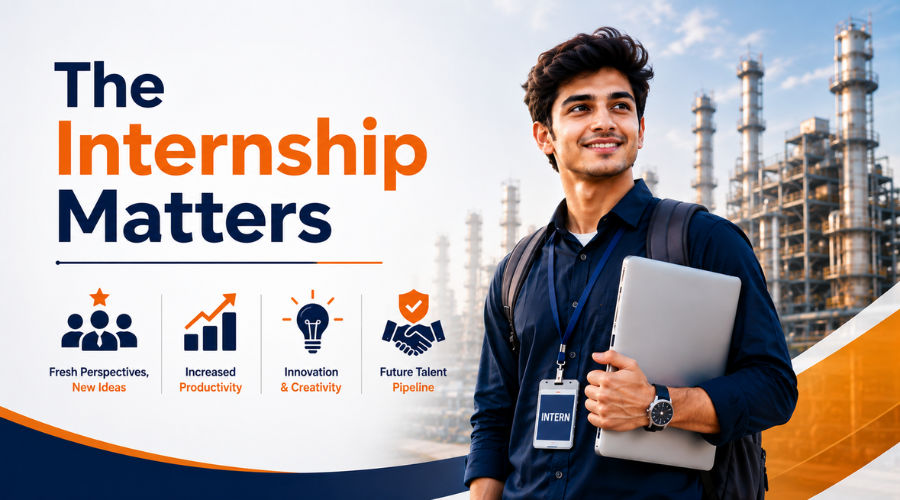 The
Internship
Matters
Fresh Perspectives,
New Ideas
Increased
Productivity
Innovation
& Creativity
Future Talent
Pipeline
INTERN